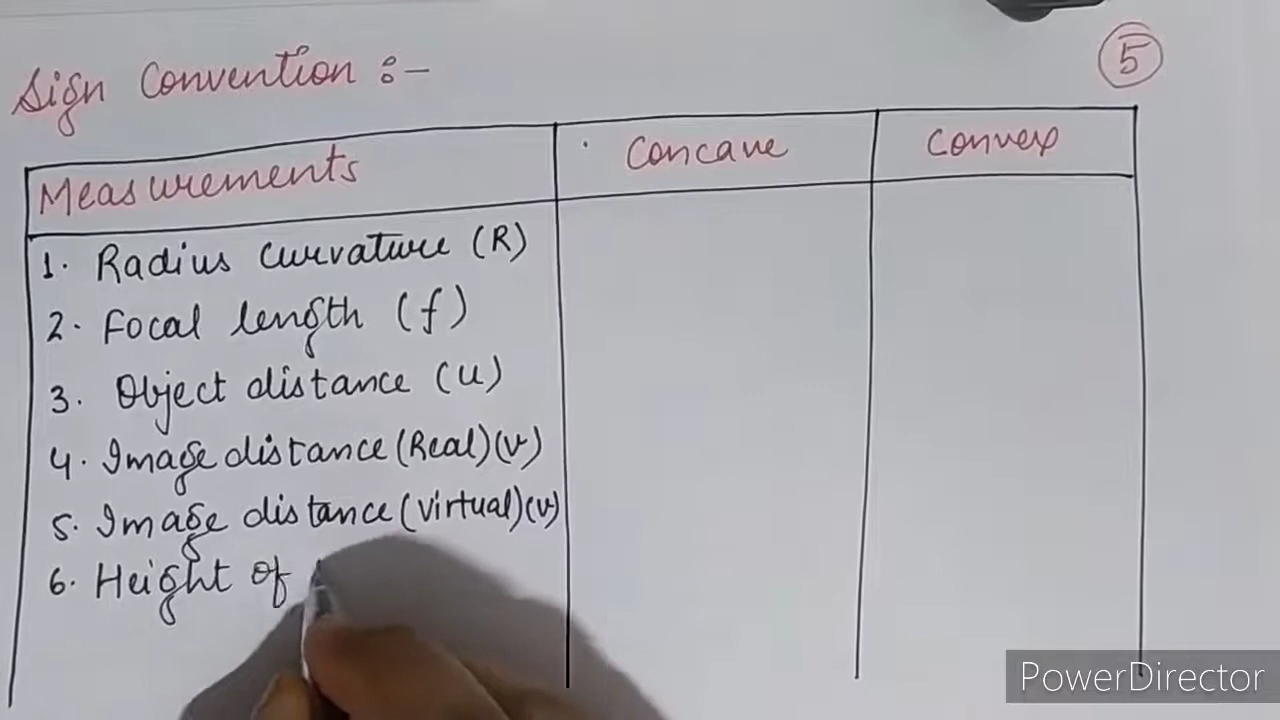 Sign Convention :-
5
Measurements Concave Convex
1. Radius curvature (R)
2. Focal length (f)
3. Object distance (u)
4. Image distance (Real) (v)
5. Image distance (virtual) (v)
6. Height of
PowerDirector